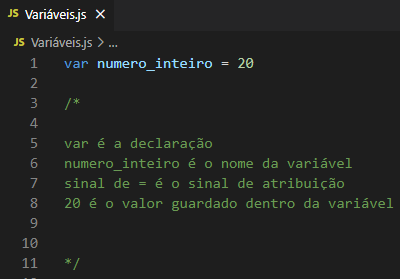 JS Variáveis.js ×
JS Variáveis.js > ...
1 var numero_inteiro = 20
2
3 /*
4
5 var é a declaração
6 numero_inteiro é o nome da variável
7 sinal de = é o sinal de atribuição
8 20 é o valor guardado dentro da variável
9
10
11 */